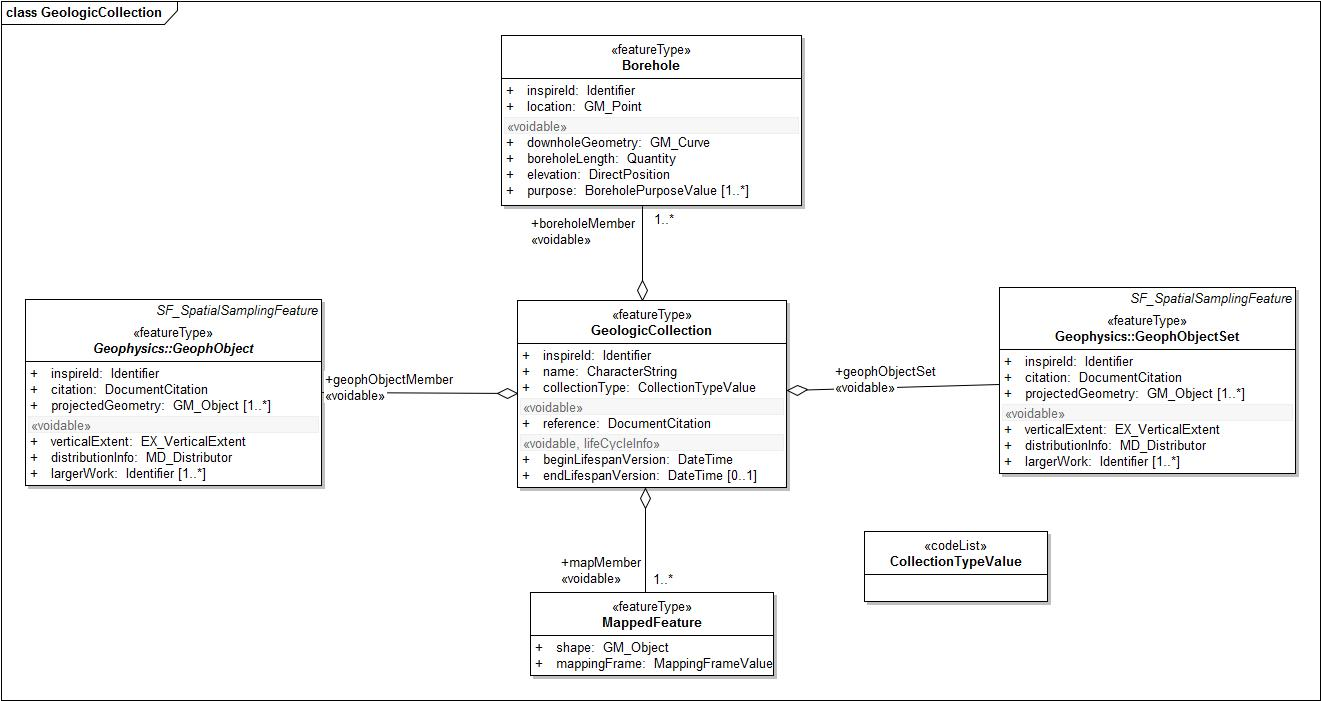 class GeologicCollection
«featureType»
Borehole
+ inspireId: Identifier
+ location: GM_Point
«voidable»
+ downholeGeometry: GM_Curve
+ boreholeLength: Quantity
+ elevation: DirectPosition
+ purpose: BoreholePurposeValue [1..*]
+boreholeMember 1..*
«voidable»
SF_SpatialSamplingFeature
«featureType»
Geophysics::GeophObject
+ inspireId: Identifier
+ citation: DocumentCitation
+ projectedGeometry: GM_Object [1..*]
«voidable»
+ verticalExtent: EX_VerticalExtent
+ distributionInfo: MD_Distributor
+ largerWork: Identifier [1..*]
+geophObjectMember
«voidable»
«featureType»
GeologicCollection
+ inspireId: Identifier
+ name: CharacterString
+ collectionType: CollectionTypeValue
«voidable»
+ reference: DocumentCitation
«voidable, lifeCycleInfo»
+ beginLifespanVersion: DateTime
+ endLifespanVersion: DateTime [0..1]
+geophObjectSet
«voidable»
SF_SpatialSamplingFeature
«featureType»
Geophysics::GeophObjectSet
+ inspireId: Identifier
+ citation: DocumentCitation
+ projectedGeometry: GM_Object [1..*]
«voidable»
+ verticalExtent: EX_VerticalExtent
+ distributionInfo: MD_Distributor
+ largerWork: Identifier [1..*]
+mapMember
«voidable» 1..*
«featureType»
MappedFeature
+ shape: GM_Object
+ mappingFrame: MappingFrameValue
«codeList»
CollectionTypeValue